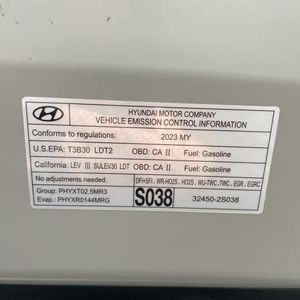 HYUNDAI
HYUNDAI MOTOR COMPANY
VEHICLE EMISSION CONTROL INFORMATION
Conforms to regulations: 2023 MY
U.S.EPA: T3B30 LDT2 OBD: CA II Fuel: Gasoline
California: LEV III SULEV30 LDT OBD: CA II Fuel: Gasoline
No adjustments needed. DFI+SFI, WR-HO2S, HO2S, WU-TWC, TWC, EGR, EGRC
Group: PHYXT02.5MR3 S038 32450-2S038
Evap.: PHYXR0144MRG